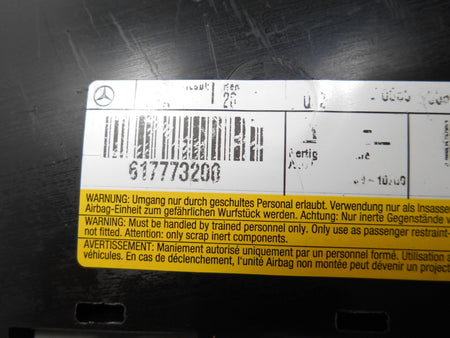 20
617773200
WARNUNG: Umgang nur durch geschultes Personal erlaubt. Verwendung nur als Insassen
Airbag-Einheit zum gefährlichen Wurfstück werden. Achtung: Nur inerte Gegenstände
WARNING: Must be handled by trained personnel only. Only use as passenger restraint-
not fitted. Attention: only scrap inert components.
AVERTISSEMENT: Maniement autorisé uniquement par un personnel formé. Utilisation
véhicules. En cas de déclenchement, l'unité Airbag non montée peut devenir un project